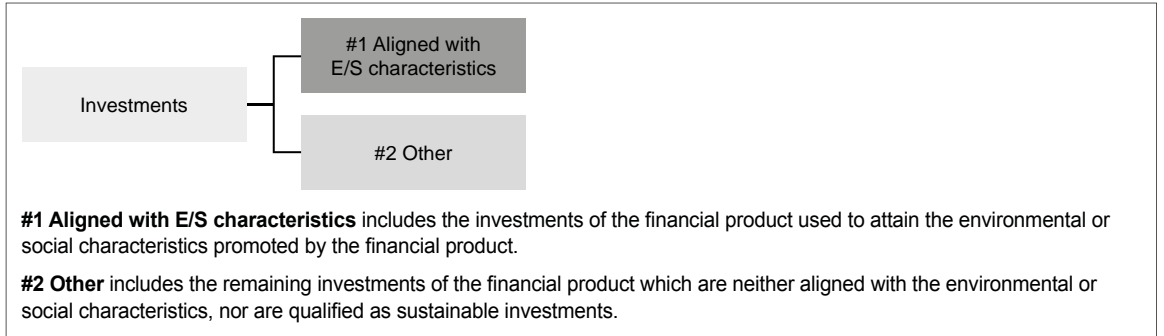 #1 Aligned with
E/S characteristics
Investments
#2 Other
#1 Aligned with E/S characteristics includes the investments of the financial product used to attain the environmental or
social characteristics promoted by the financial product.
#2 Other includes the remaining investments of the financial product which are neither aligned with the environmental or
social characteristics, nor are qualified as sustainable investments.